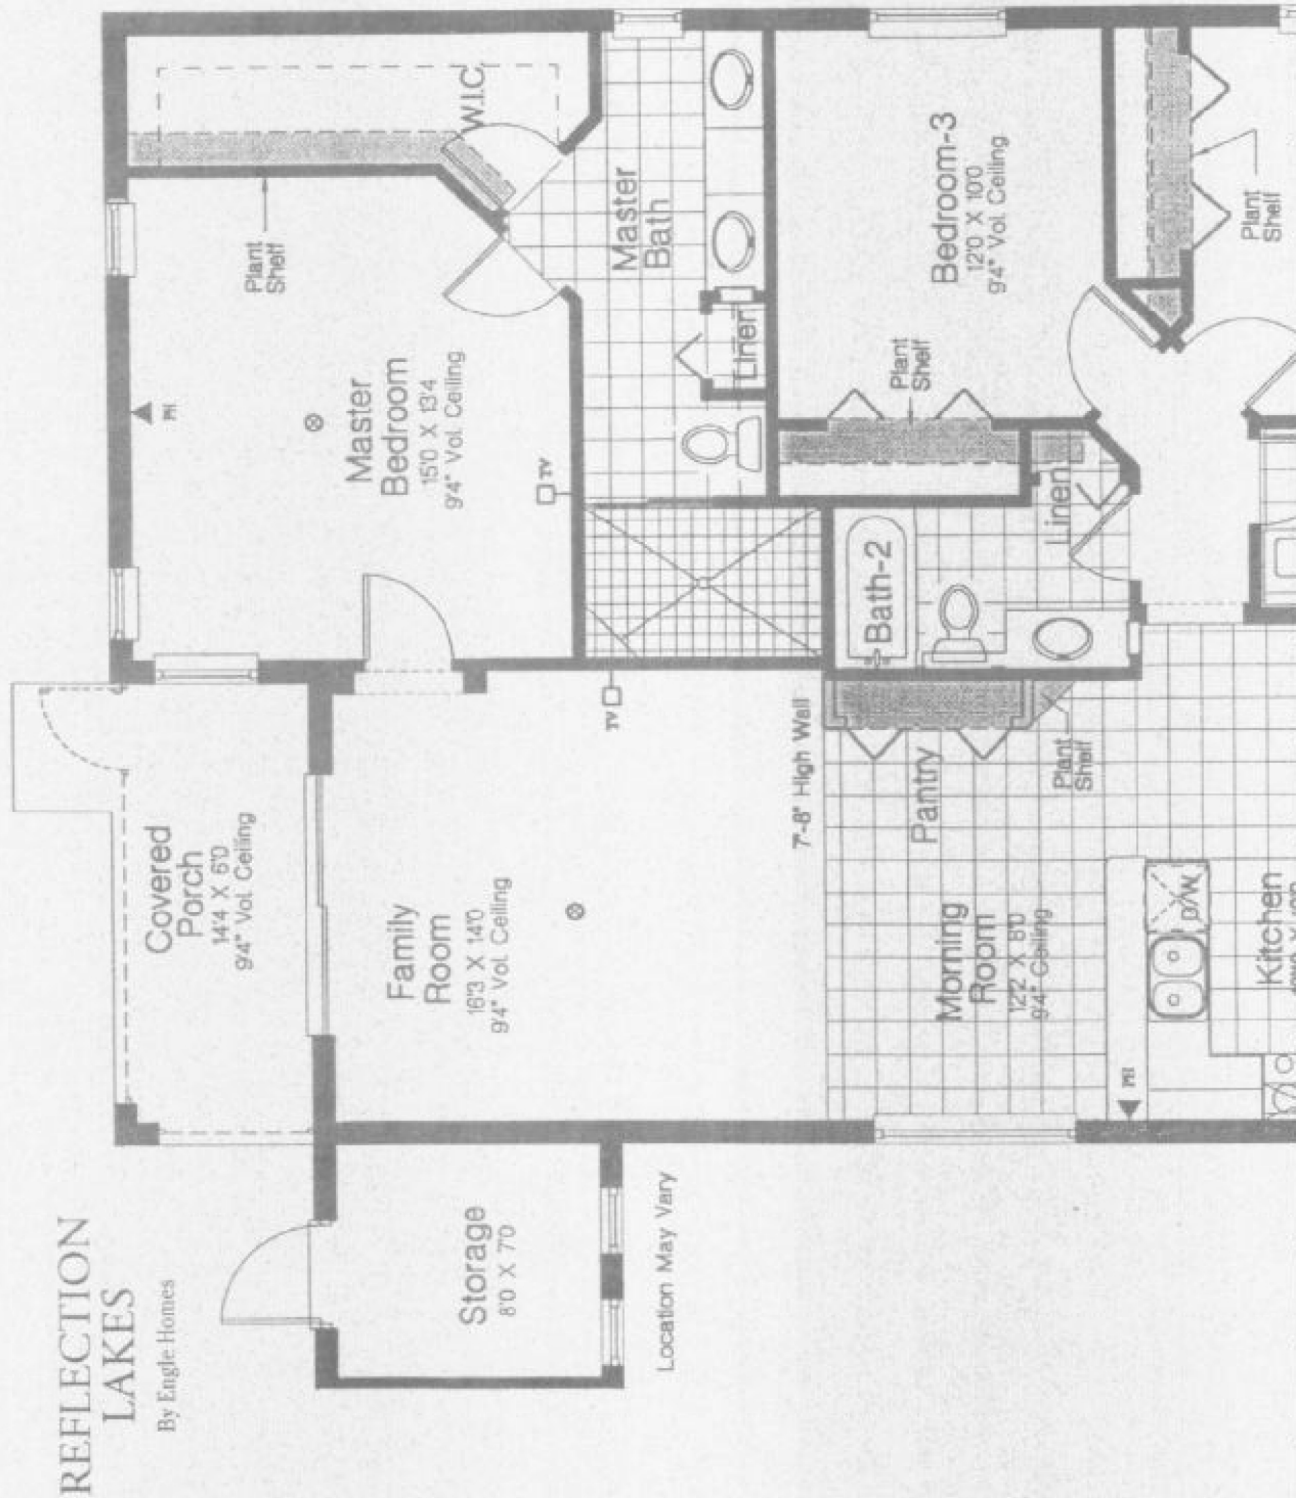 REFLECTION
LAKES
By Engle Homes
Covered
Porch
14'4 X 6'0
9'4" Vol. Ceiling
PH
Plant
Shelf
W.I.C.
Master
Bedroom
15'0 X 13'4
9'4" Vol. Ceiling
TV
Master
Bath
Linen
Bedroom-3
12'0 X 10'0
9'4" Vol. Ceiling
Plant
Shelf
Plant
Shelf
Linen
Bath-2
TV
Family
Room
16'3 X 14'0
9'4" Vol. Ceiling
7'-8" High Wall
Pantry
Plant
Shelf
Morning
Room
12'2 X 8'0
9'4" Ceiling
D/W
Kitchen
PH
Storage
8'0 X 7'0
Location May Vary